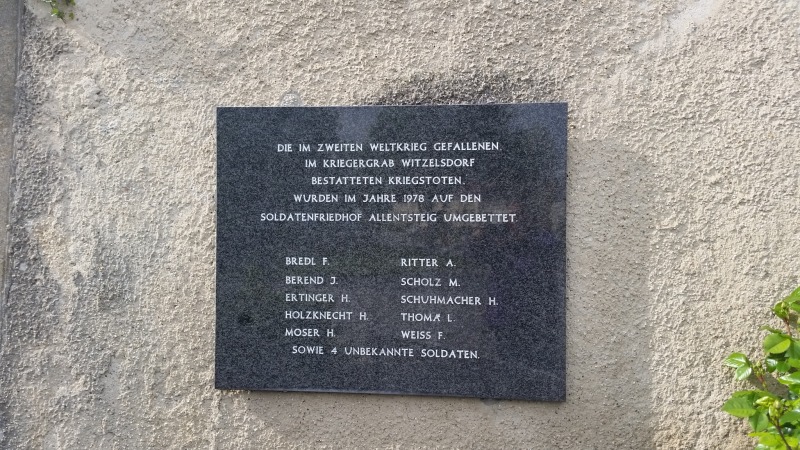 DIE IM ZWEITEN WELTKRIEG GEFALLENEN
IM KRIEGERGRAB WITZELSDORF
BESTATTETEN KRIEGSTOTEN.
WURDEN IM JAHRE 1978 AUF DEN
SOLDATENFRIEDHOF ALLENTSTEIG UMGEBETTET
BREDL F. RITTER A.
BEREND J. SCHOLZ M.
ERTINGER H. SCHUHMACHER H.
HOLZKNECHT H. THOMÆ L.
MOSER H. WEISS F.
SOWIE 4 UNBEKANNTE SOLDATEN.